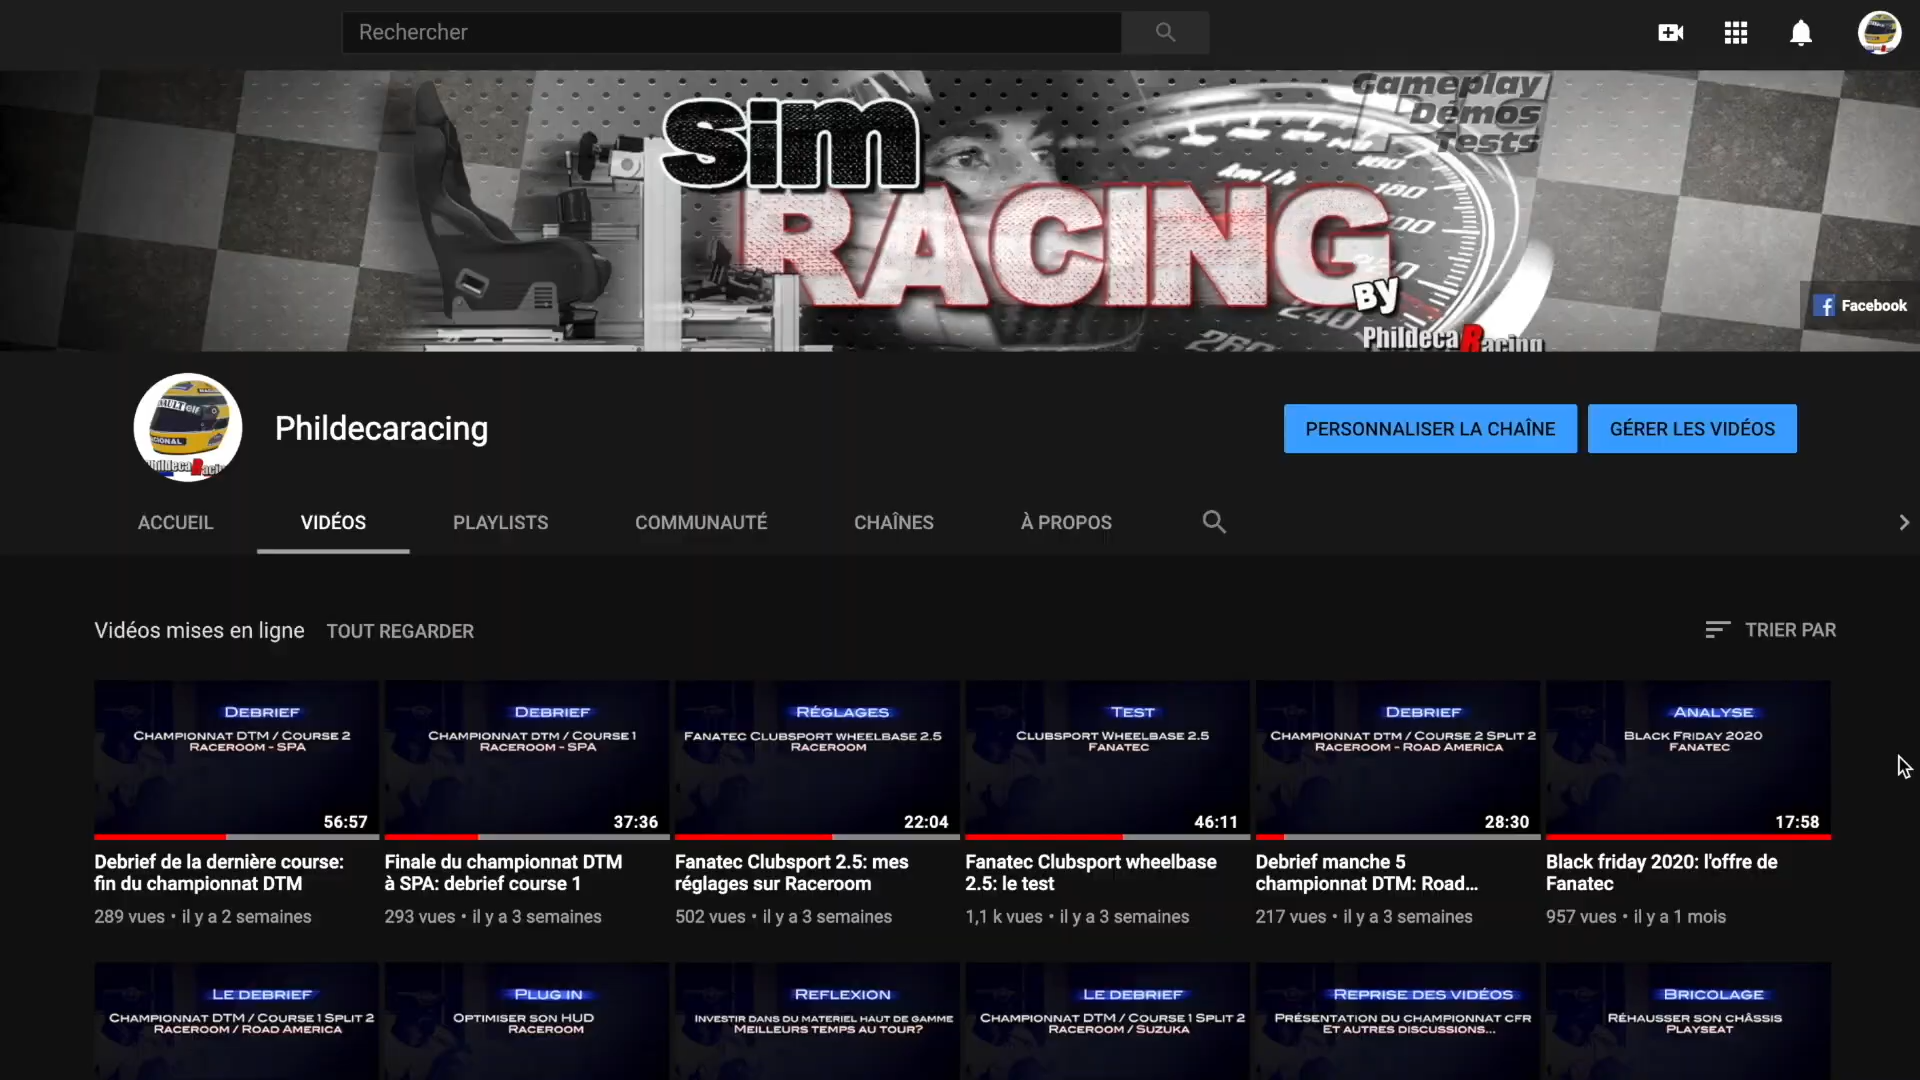 Rechercher
Gameplay
Démos
Tests
Sim
RACING
BY
PhildecaRacing
km/h
160
180
240
260
Facebook
Phildecaracing
PERSONNALISER LA CHAÎNE
GÉRER LES VIDÉOS
ACCUEIL
VIDÉOS
PLAYLISTS
COMMUNAUTÉ
CHAÎNES
À PROPOS
Vidéos mises en ligne
TOUT REGARDER
TRIER PAR
DEBRIEF
CHAMPIONNAT DTM / COURSE 2
RACEROOM - SPA
56:57
Debrief de la dernière course:
fin du championnat DTM
289 vues • il y a 2 semaines
DEBRIEF
CHAMPIONNAT DTM / COURSE 1
RACEROOM - SPA
37:36
Finale du championnat DTM
à SPA: debrief course 1
293 vues • il y a 3 semaines
RÉGLAGES
FANATEC CLUBSPORT WHEELBASE 2.5
RACEROOM
22:04
Fanatec Clubsport 2.5: mes
réglages sur Raceroom
502 vues • il y a 3 semaines
TEST
CLUBSPORT WHEELBASE 2.5
FANATEC
46:11
Fanatec Clubsport wheelbase
2.5: le test
1,1 k vues • il y a 3 semaines
DEBRIEF
CHAMPIONNAT DTM / COURSE 2 SPLIT 2
RACEROOM - ROAD AMERICA
28:30
Debrief manche 5
championnat DTM: Road...
217 vues • il y a 3 semaines
ANALYSE
BLACK FRIDAY 2020
FANATEC
17:58
Black friday 2020: l'offre de
Fanatec
957 vues • il y a 1 mois
LE DEBRIEF
CHAMPIONNAT DTM / COURSE 1 SPLIT 2
RACEROOM / ROAD AMERICA
PLUG IN
OPTIMISER SON HUD
RACEROOM
REFLEXION
INVESTIR DANS DU MATERIEL HAUT DE GAMME
MEILLEURS TEMPS AU TOUR?
LE DEBRIEF
CHAMPIONNAT DTM / COURSE 1 SPLIT 2
RACEROOM / SUZUKA
REPRISE DES VIDÉOS
PRÉSENTATION DU CHAMPIONNAT CFR
ET AUTRES DISCUSSIONS...
BRICOLAGE
RÉHAUSSER SON CHÂSSIS
PLAYSEAT